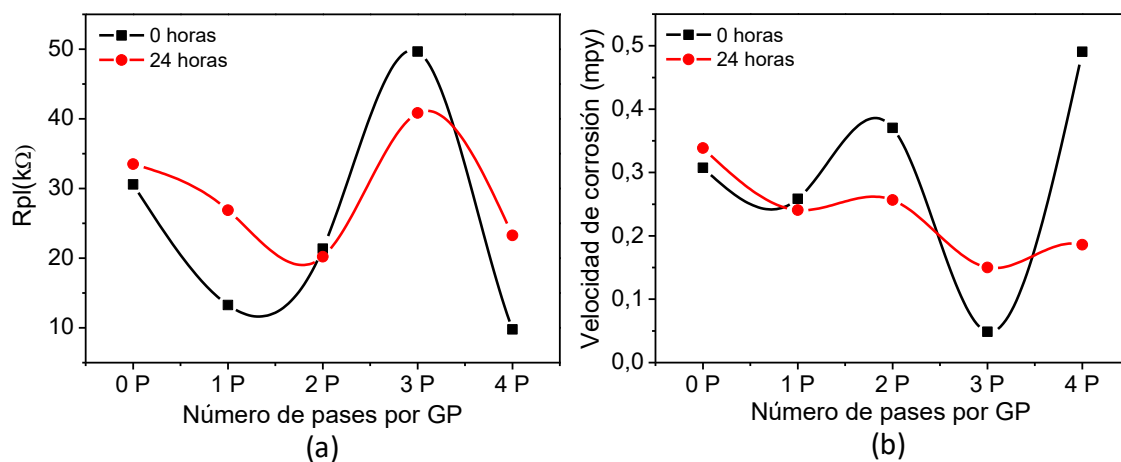 0 horas
24 horas
Rpl(kΩ)
50
40
30
20
10
0 P 1 P 2 P 3 P 4 P
Número de pases por GP
(a)
0 horas
24 horas
Velocidad de corrosión (mpy)
0,5
0,4
0,3
0,2
0,1
0,0
0 P 1 P 2 P 3 P 4 P
Número de pases por GP
(b)